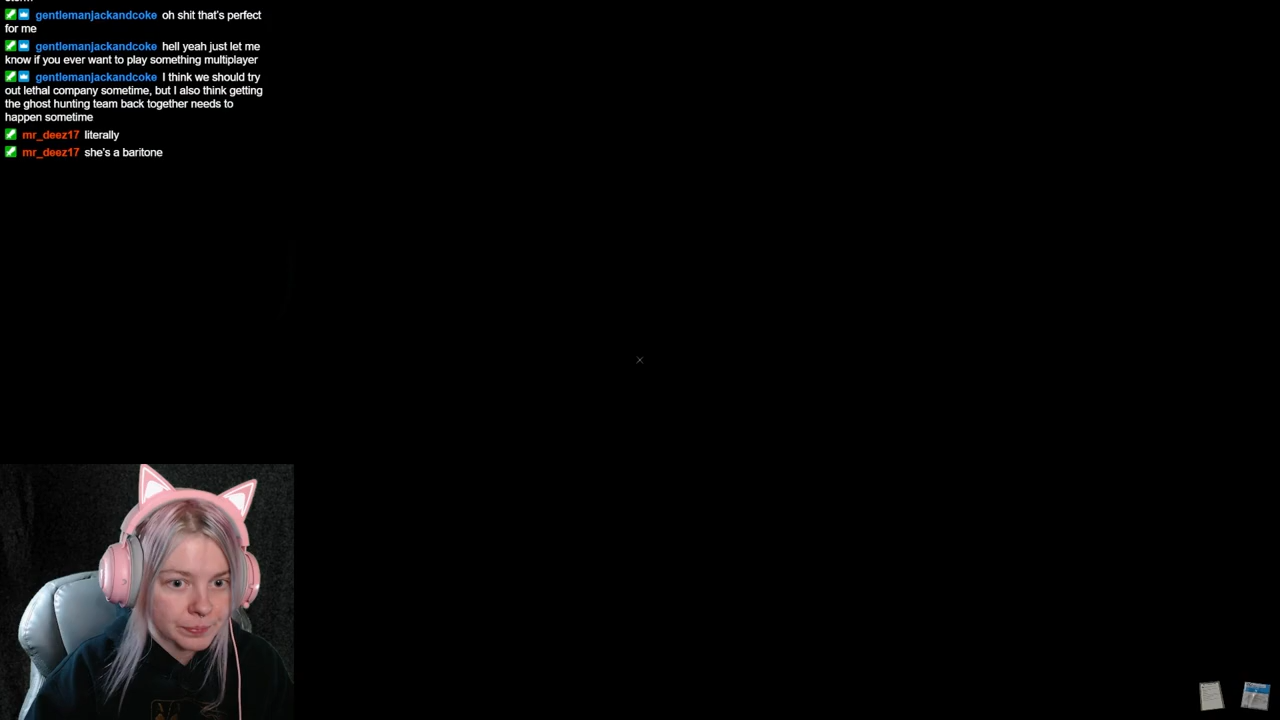 gentlemanjackandcoke oh shit that's perfect
for me
gentlemanjackandcoke hell yeah just let me
know if you ever want to play something multiplayer
gentlemanjackandcoke I think we should try
out lethal company sometime, but I also think getting
the ghost hunting team back together needs to
happen sometime
mr_deez17 literally
mr_deez17 she's a baritone